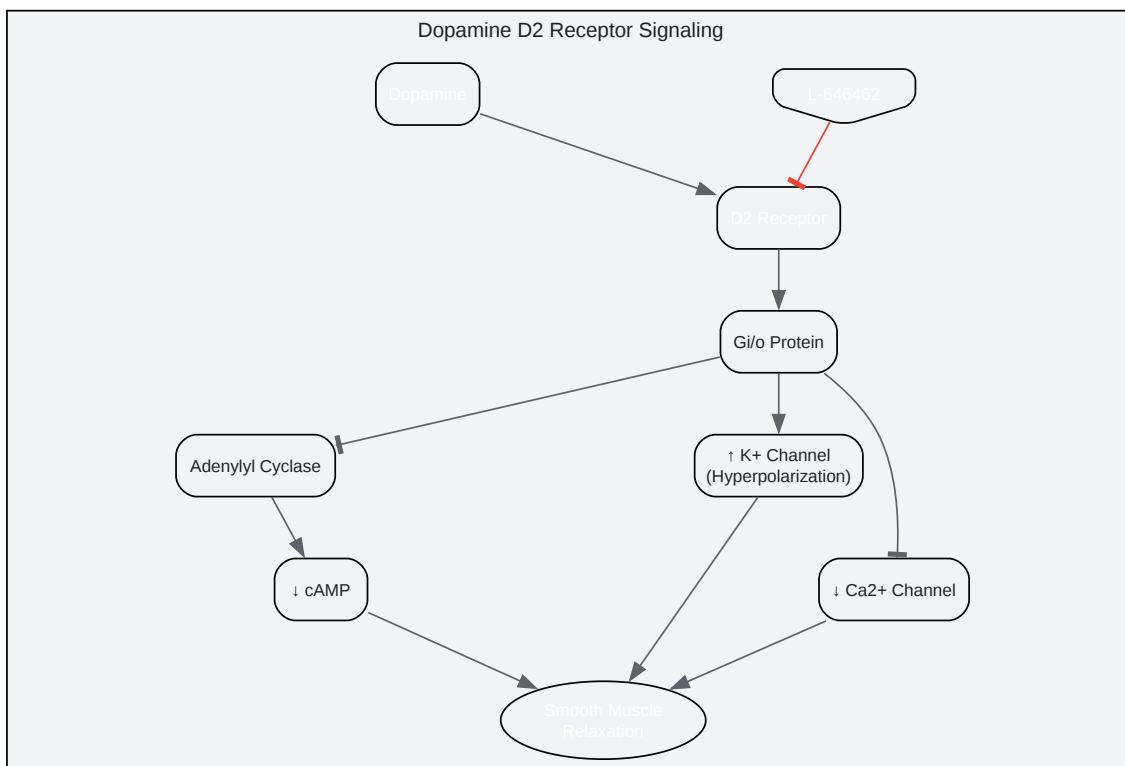 Dopamine D2 Receptor Signaling
Dopamine
L-646462
D2 Receptor
Gi/o Protein
Adenylyl Cyclase
↑ K+ Channel
(Hyperpolarization)
↓ cAMP
↓ Ca2+ Channel
Smooth Muscle
Relaxation